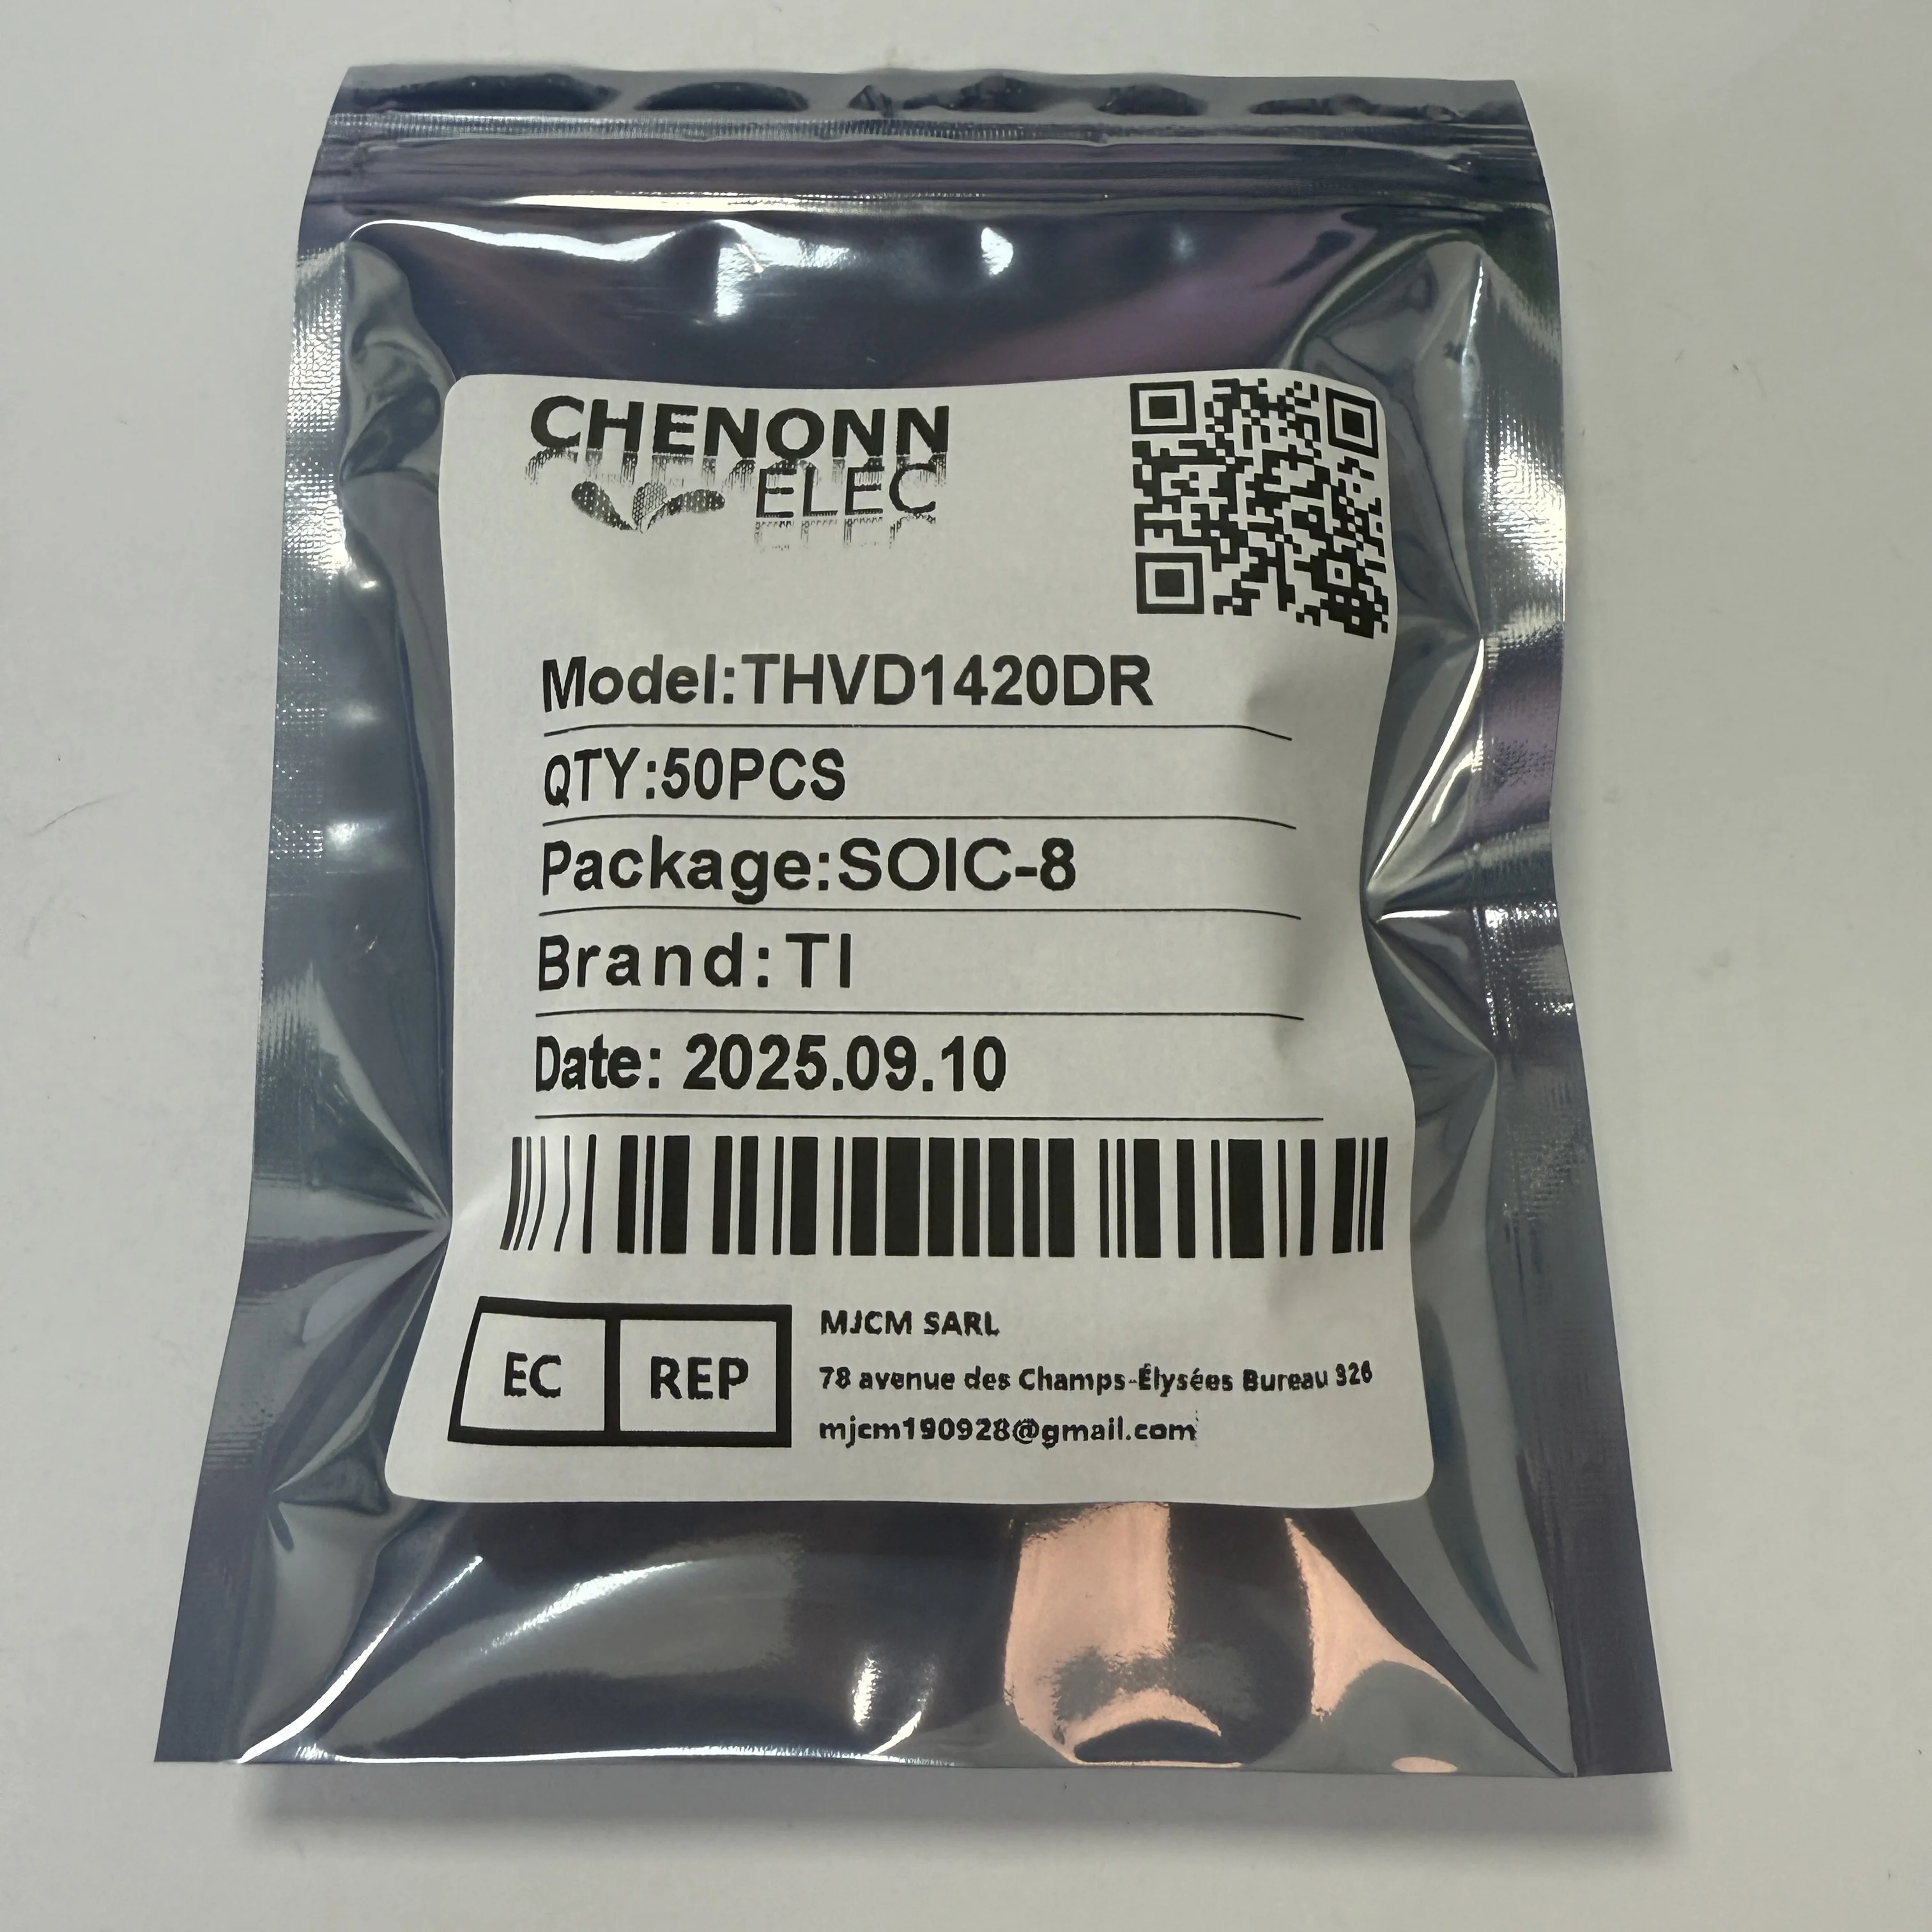 CHENONN
ELEC
Model:THVD1420DR
QTY:50PCS
Package:SOIC-8
Brand:TI
Date: 2025.09.10
EC REP
MJCM SARL
78 avenue des Champs-Élysées Bureau 326
mjcm190928@gmail.com